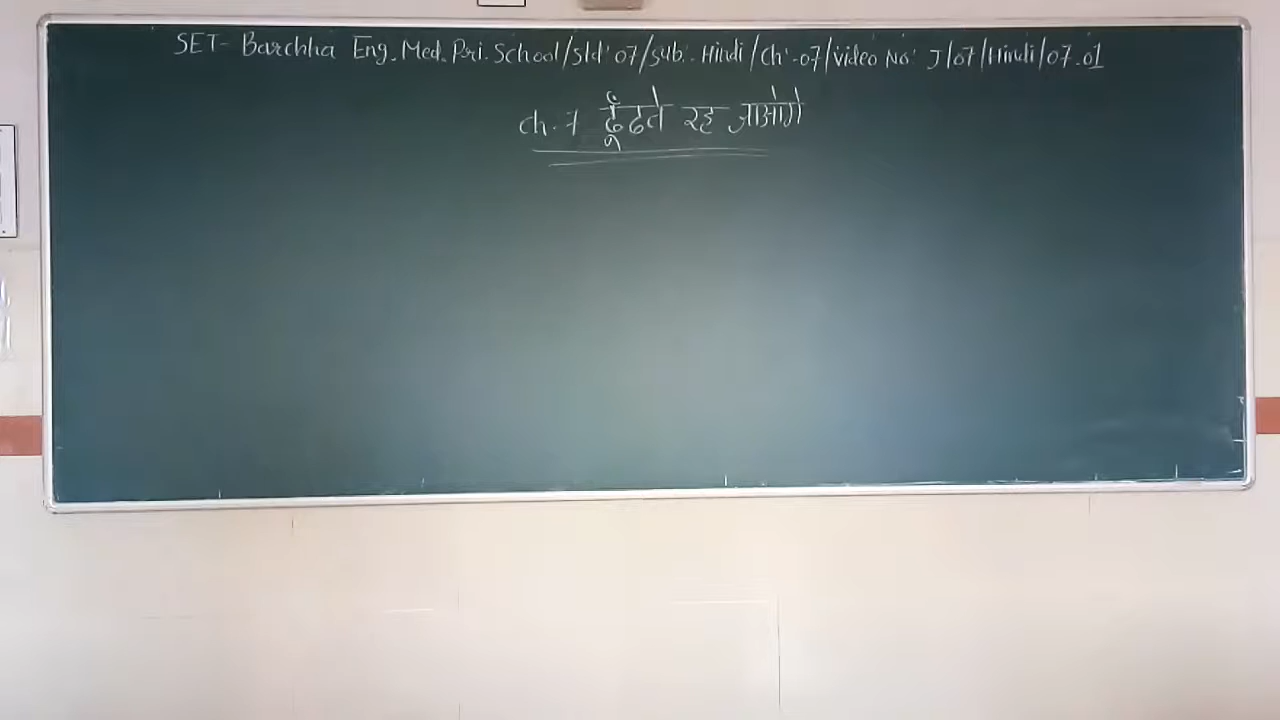 SET- Barchha Eng. Med. Pri. School/Std' 07/Sub. Hindi/Ch'-07/Video No' J/07/Hindi/07-01
Ch. 7 ढूँढते रह जाओगे